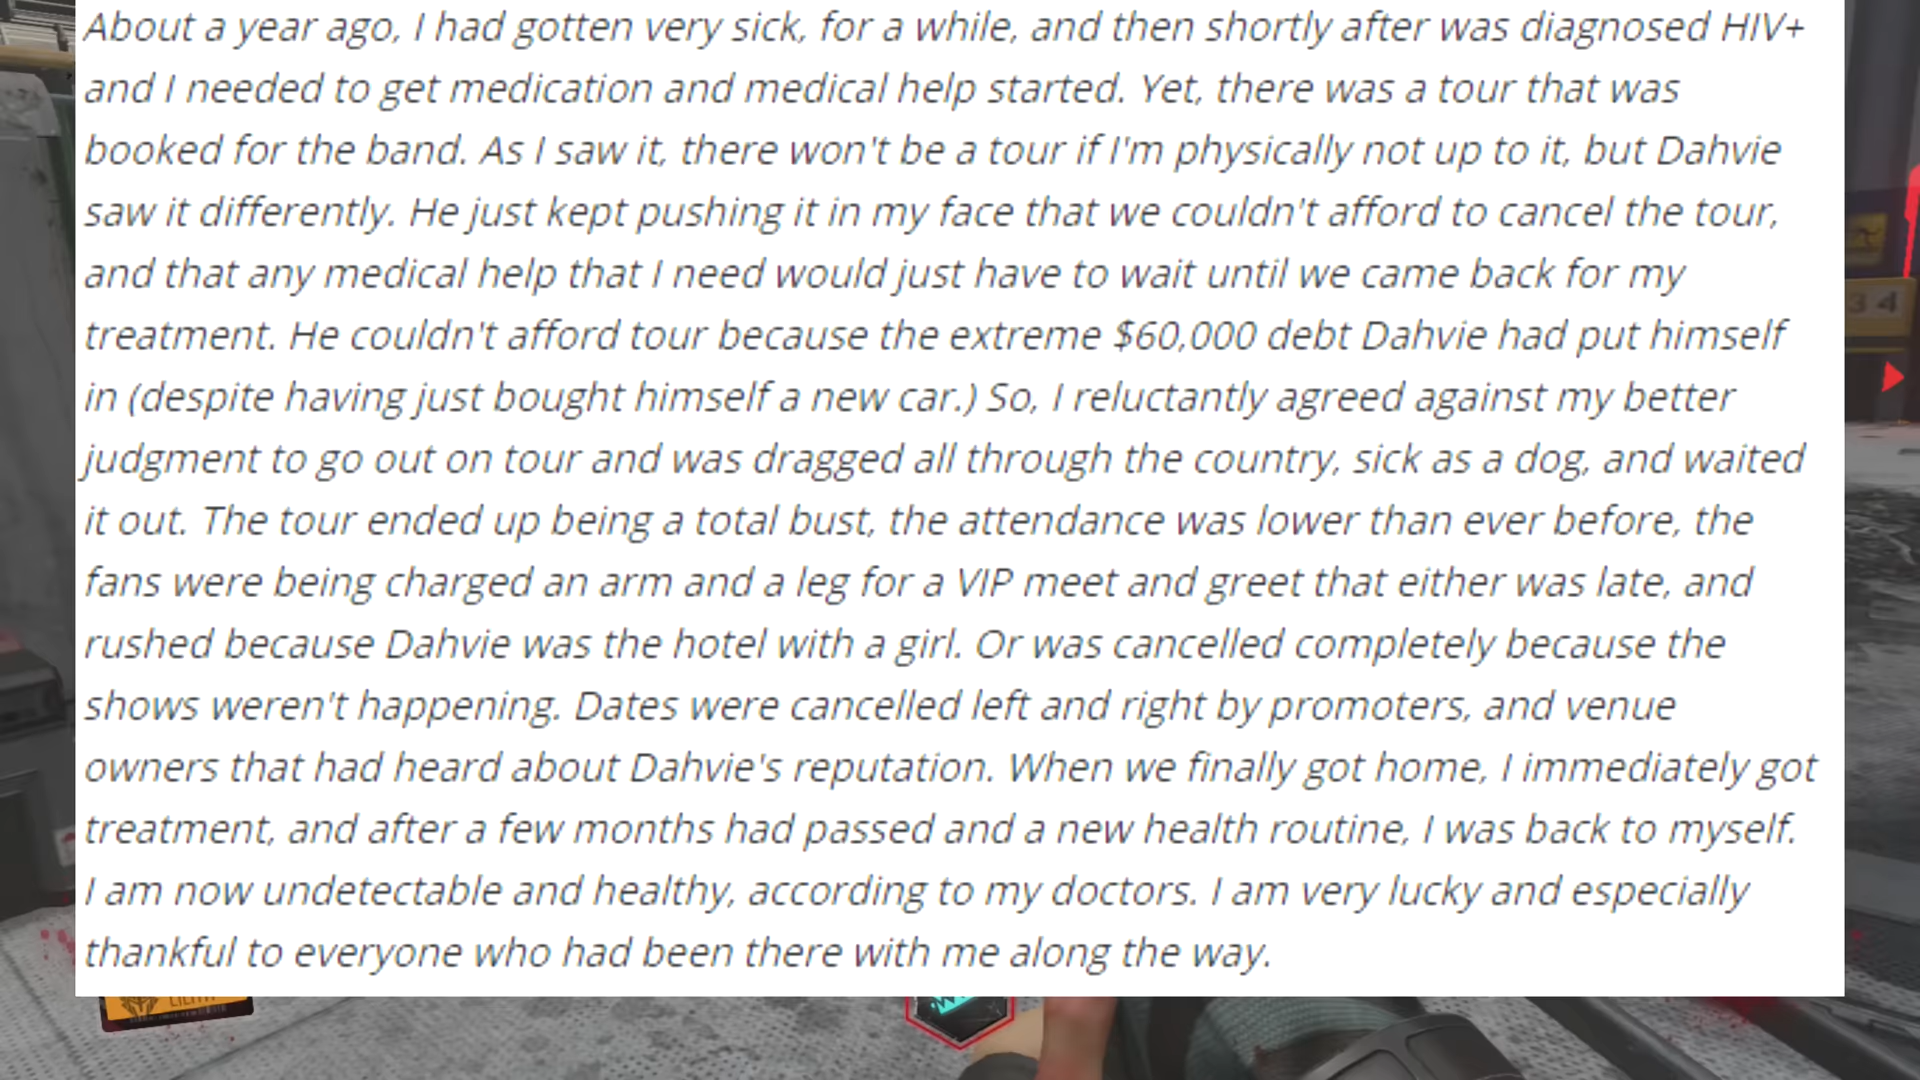 About a year ago, I had gotten very sick, for a while, and then shortly after was diagnosed HIV+
and I needed to get medication and medical help started. Yet, there was a tour that was
booked for the band. As I saw it, there won't be a tour if I'm physically not up to it, but Dahvie
saw it differently. He just kept pushing it in my face that we couldn't afford to cancel the tour,
and that any medical help that I need would just have to wait until we came back for my
treatment. He couldn't afford tour because the extreme $60,000 debt Dahvie had put himself
in (despite having just bought himself a new car.) So, I reluctantly agreed against my better
judgment to go out on tour and was dragged all through the country, sick as a dog, and waited
it out. The tour ended up being a total bust, the attendance was lower than ever before, the
fans were being charged an arm and a leg for a VIP meet and greet that either was late, and
rushed because Dahvie was the hotel with a girl. Or was cancelled completely because the
shows weren't happening. Dates were cancelled left and right by promoters, and venue
owners that had heard about Dahvie's reputation. When we finally got home, I immediately got
treatment, and after a few months had passed and a new health routine, I was back to myself.
I am now undetectable and healthy, according to my doctors. I am very lucky and especially
thankful to everyone who had been there with me along the way.
34